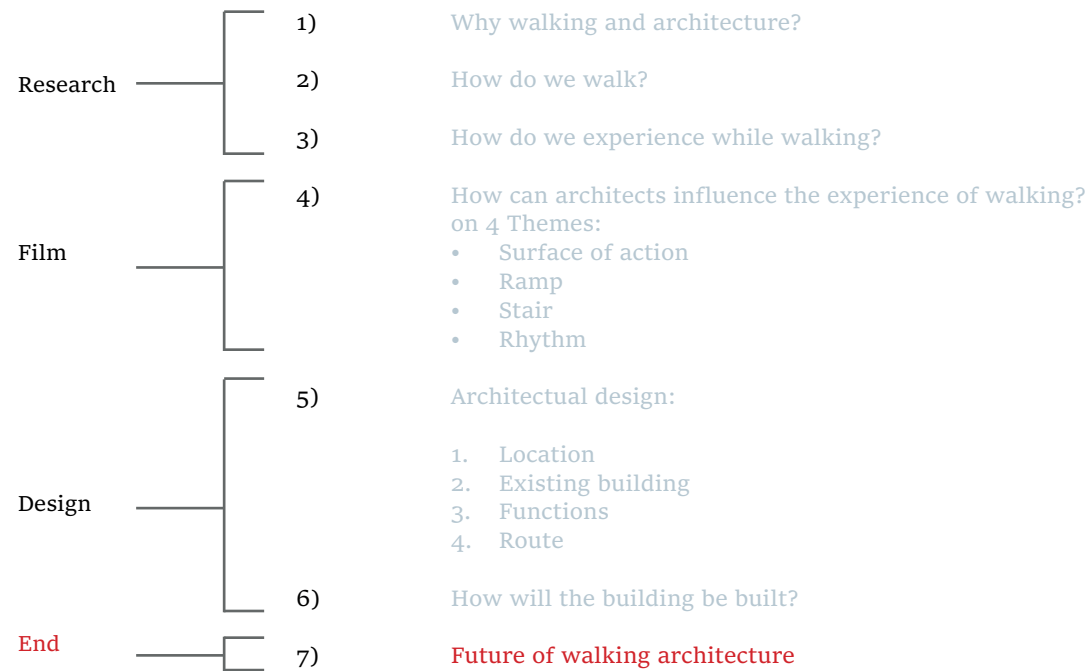 1) Why walking and architecture?
Research 2) How do we walk?
3) How do we experience while walking?
4) How can architects influence the experience of walking?
on 4 Themes:
Film • Surface of action
• Ramp
• Stair
• Rhythm
5) Architectual design:
1. Location
2. Existing building
Design
3. Functions
4. Route
6) How will the building be built?
End
7) Future of walking architecture